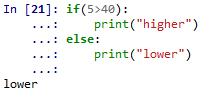 In [21]: if(5>40):
    ...:     print("higher")
    ...: else:
    ...:     print("lower")
    ...:
lower